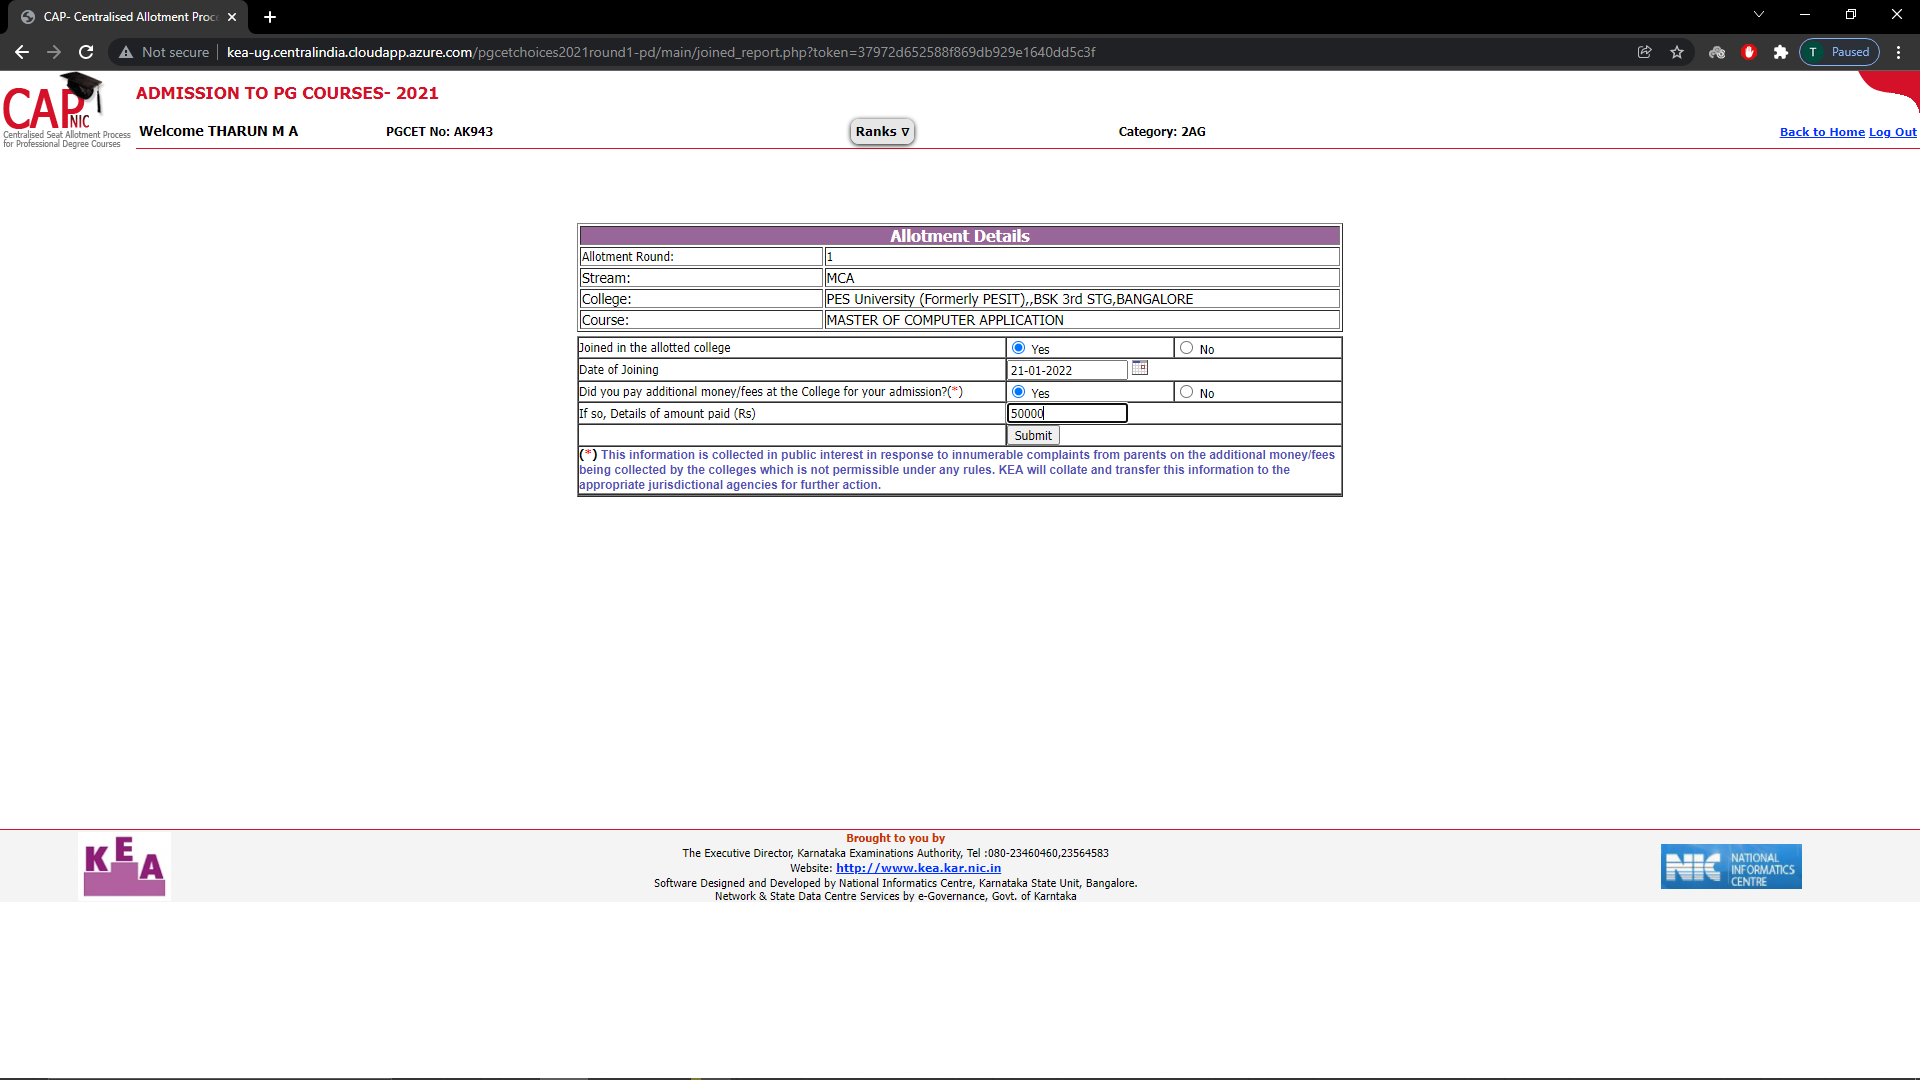 CAP- Centralised Allotment Proc
Not secure
kea-ug.centralindia.cloudapp.azure.com/pgcetchoices2021round1-pd/main/joined_report.php?token=37972d652588f869db929e1640dd5c3f
T Paused
CAP NIC
Centralised Seat Allotment Process
for Professional Degree Courses
ADMISSION TO PG COURSES- 2021
Welcome THARUN M A
PGCET No: AK943
Ranks ∇
Category: 2AG
Back to Home Log Out
Allotment Details
Allotment Round: 1
Stream: MCA
College: PES University (Formerly PESIT),,BSK 3rd STG,BANGALORE
Course: MASTER OF COMPUTER APPLICATION
Joined in the allotted college Yes No
Date of Joining 21-01-2022
Did you pay additional money/fees at the College for your admission?(*) Yes No
If so, Details of amount paid (Rs) 50000
Submit
(*) This information is collected in public interest in response to innumerable complaints from parents on the additional money/fees
being collected by the colleges which is not permissible under any rules. KEA will collate and transfer this information to the
appropriate jurisdictional agencies for further action.
KEA
Brought to you by
The Executive Director, Karnataka Examinations Authority, Tel :080-23460460,23564583
Website: http://www.kea.kar.nic.in
Software Designed and Developed by National Informatics Centre, Karnataka State Unit, Bangalore.
Network & State Data Centre Services by e-Governance, Govt. of Karntaka
NIC
NATIONAL
INFORMATICS
CENTRE